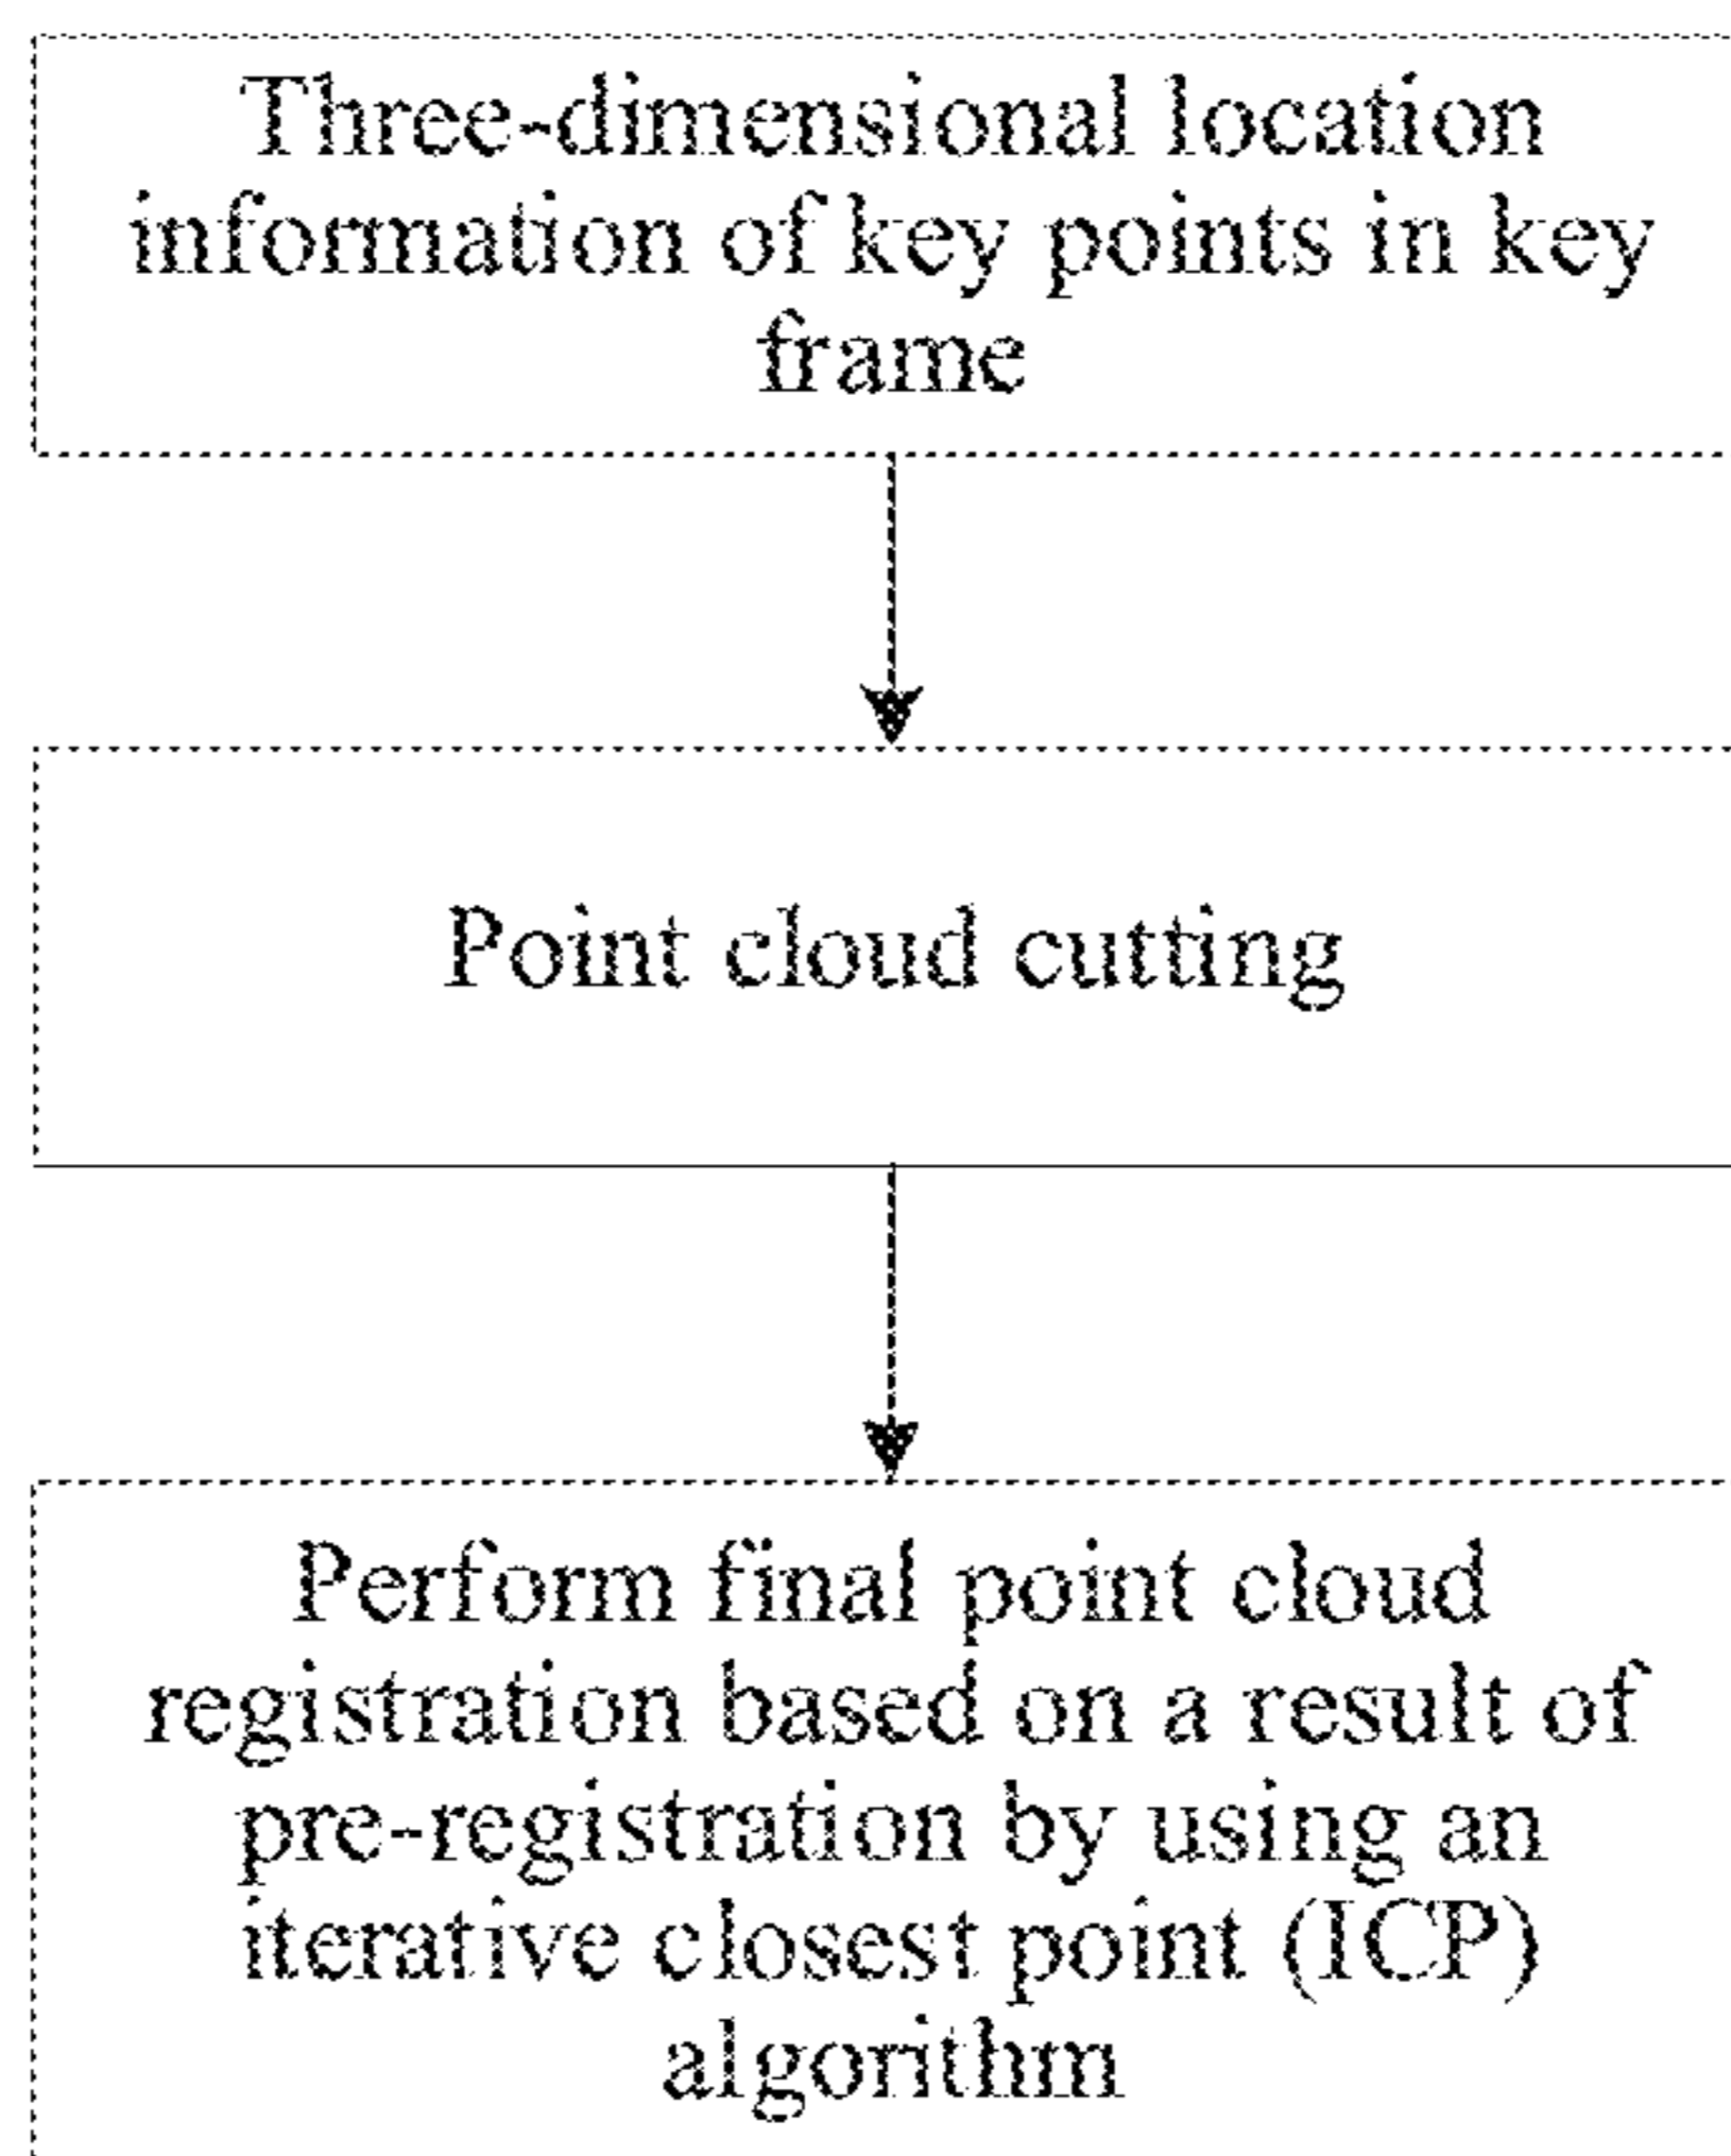 Three-dimensional location
information of key points in key
frame
Point cloud cutting
Perform final point cloud
registration based on a result of
pre-registration by using an
iterative closest point (ICP)
algorithm